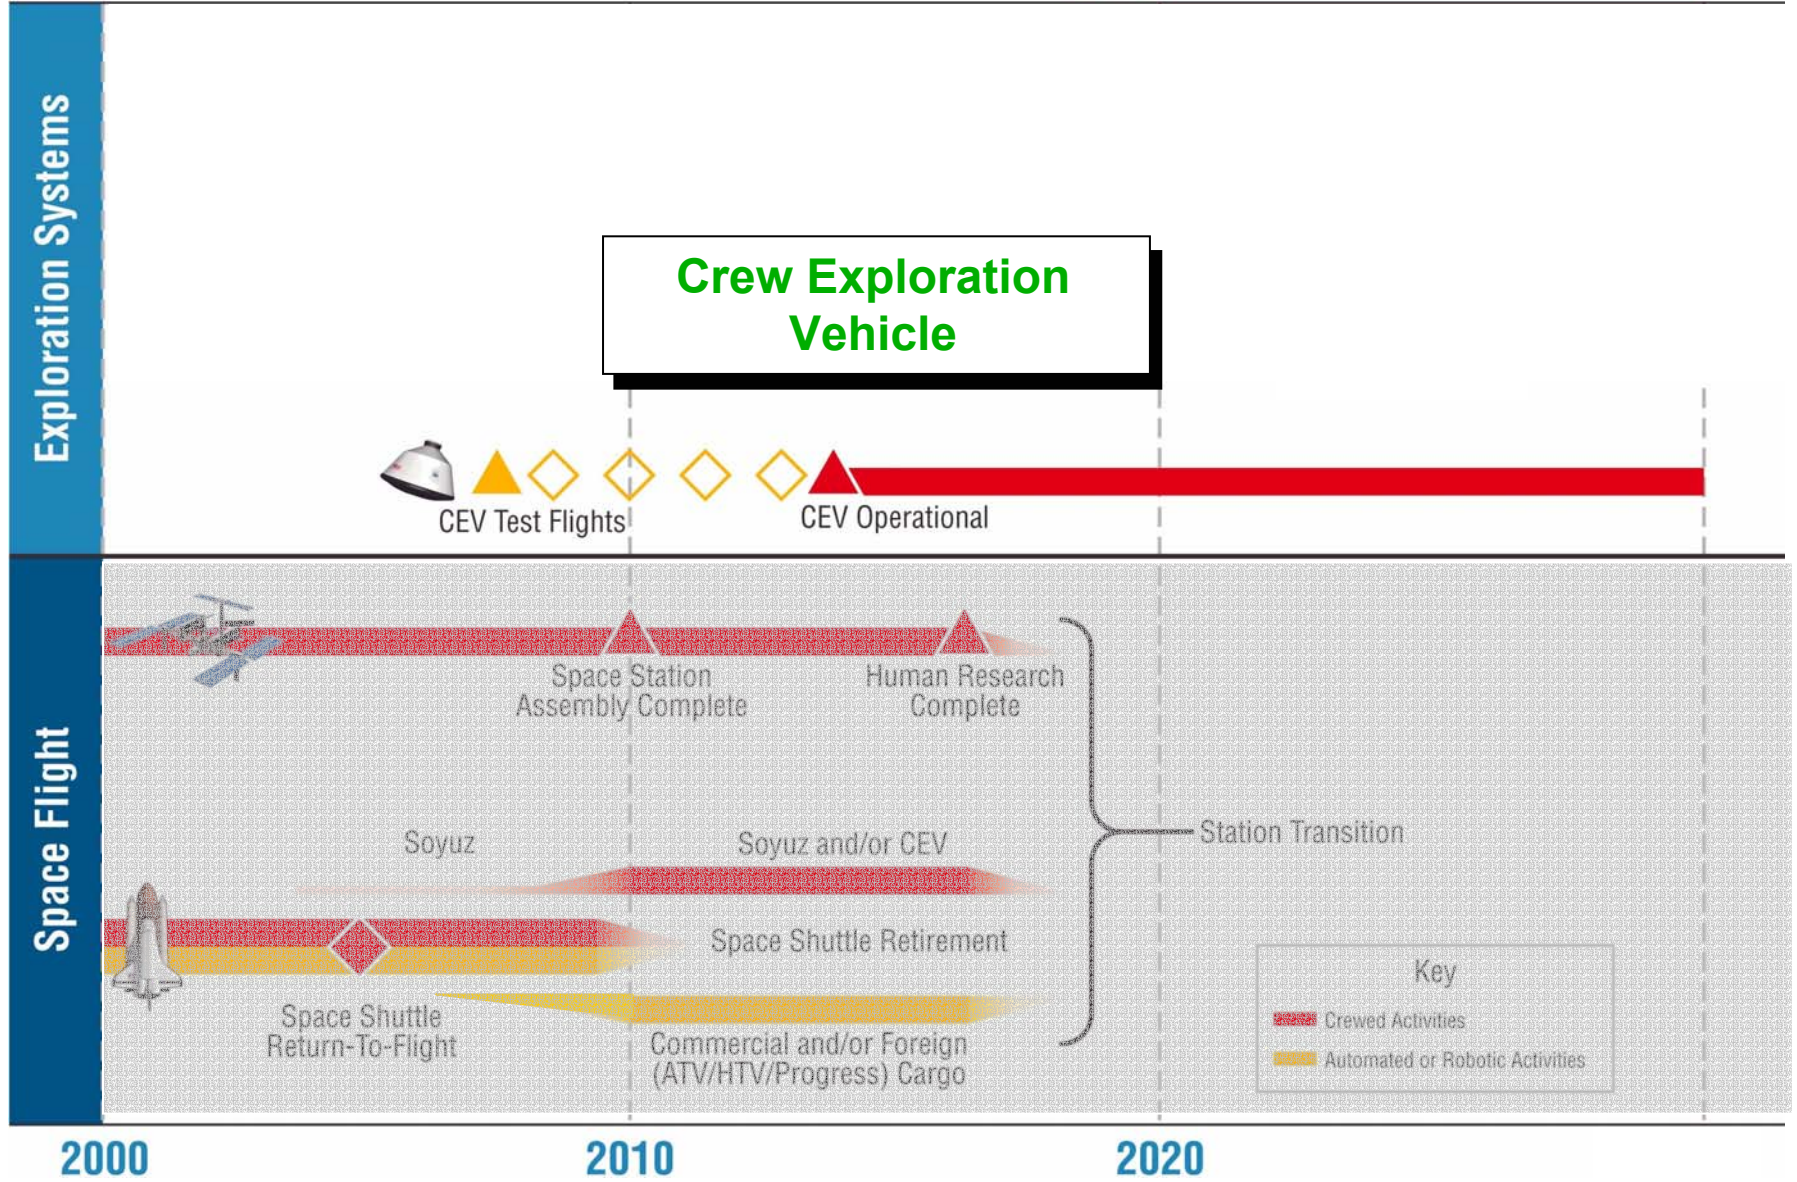 Exploration Systems
Crew Exploration
Vehicle
CEV Test Flights
CEV Operational
Space Flight
Space Station
Assembly Complete
Human Research
Complete
Soyuz
Soyuz and/or CEV
Station Transition
Space Shuttle Retirement
Space Shuttle
Return-To-Flight
Commercial and/or Foreign
(ATV/HTV/Progress) Cargo
Key
Crewed Activities
Automated or Robotic Activities
2000
2010
2020